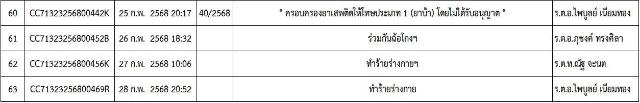 60 CC71323256800442K 25 ก.พ. 2568 20:17 40/2568 " ครอบครองยาเสพติดให้โทษประเภท 1 (ยาบ้า) โดยไม่ได้รับอนุญาต " ร.ต.อ.ไพบูลย์ เนียมทอง
61 CC71323256800452B 26 ก.พ. 2568 18:32 ร่วมกันฉ้อโกงฯ ร.ต.อ.ภุชงค์ ทรงศิลา
62 CC71323256800456K 27 ก.พ. 2568 10:06 ทำร้ายร่างกายฯ ร.ต.ท.ณัฐ จะนต
63 CC71323256800469R 28 ก.พ. 2568 20:52 ทำร้ายร่างกาย ร.ต.อ.ไพบูลย์ เนียมทอง